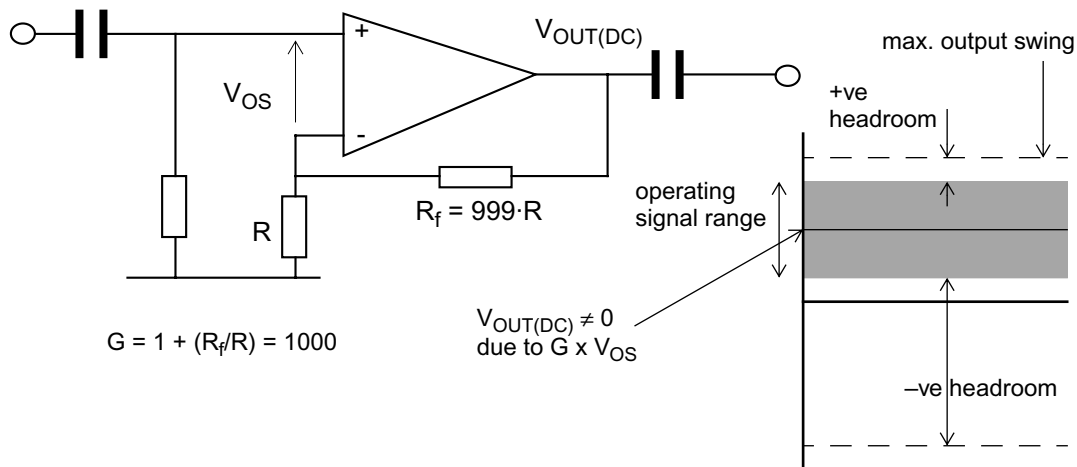 V_OUT(DC)
max. output swing
+
V_OS
-
+ve
headroom
R_f = 999·R
R
operating
signal range
V_OUT(DC) ≠ 0
due to G x V_OS
G = 1 + (R_f/R) = 1000
–ve headroom